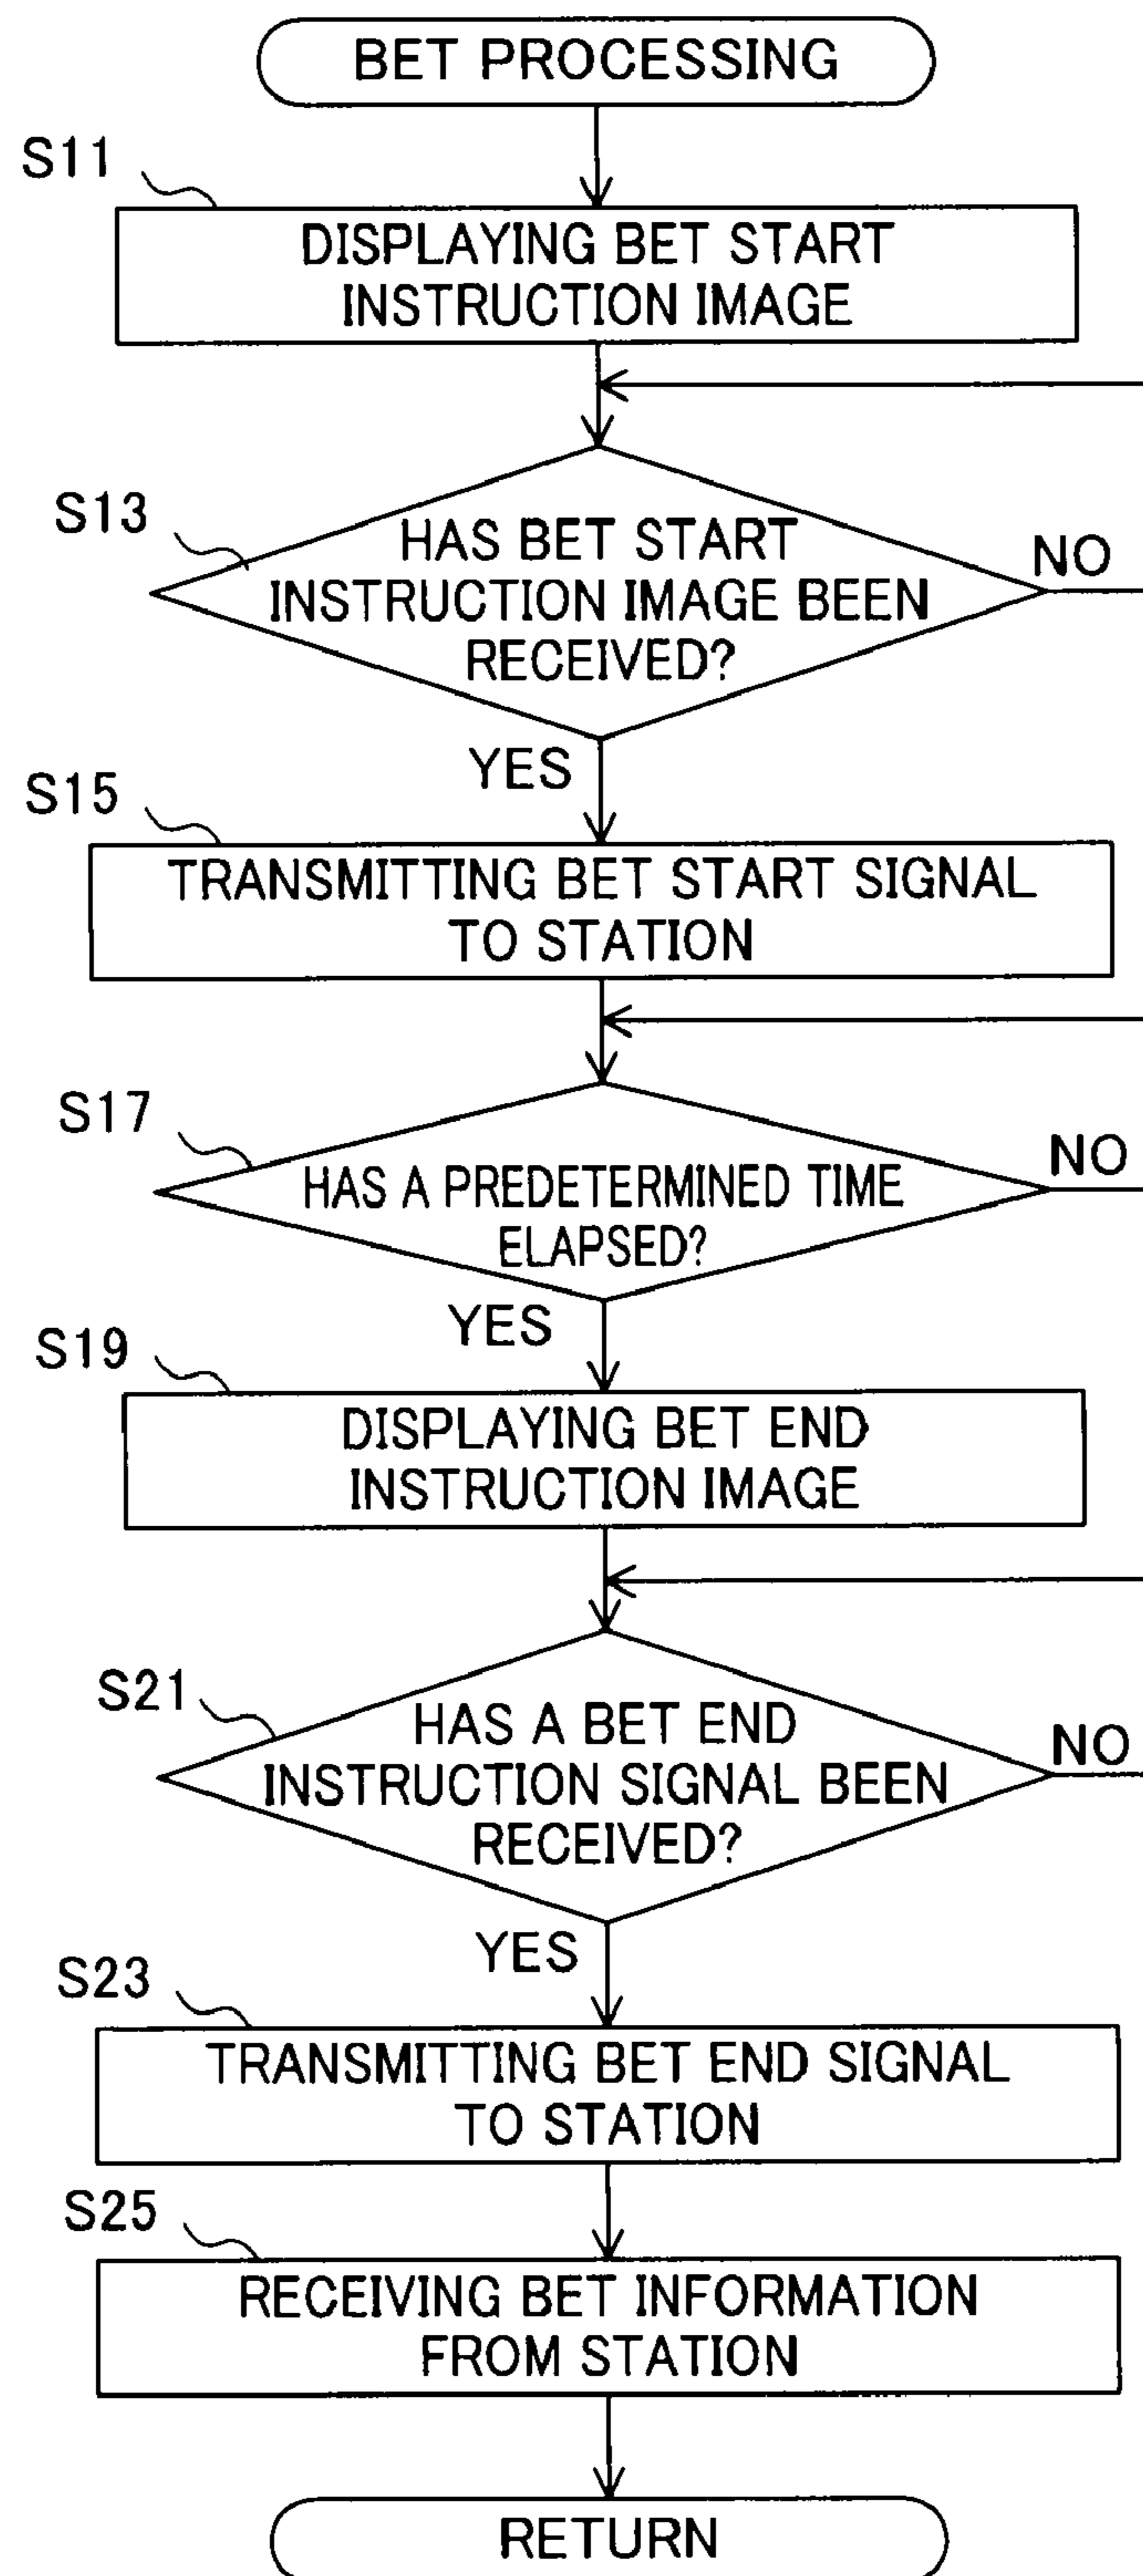 BET PROCESSING
S11
DISPLAYING BET START
INSTRUCTION IMAGE
S13
HAS BET START
INSTRUCTION IMAGE BEEN
RECEIVED?
NO
YES
S15
TRANSMITTING BET START SIGNAL
TO STATION
S17
HAS A PREDETERMINED TIME
ELAPSED?
NO
YES
S19
DISPLAYING BET END
INSTRUCTION IMAGE
S21
HAS A BET END
INSTRUCTION SIGNAL BEEN
RECEIVED?
NO
YES
S23
TRANSMITTING BET END SIGNAL
TO STATION
S25
RECEIVING BET INFORMATION
FROM STATION
RETURN